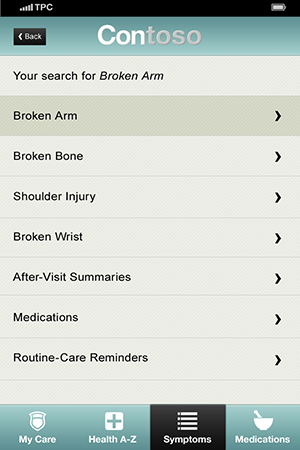 TPC
Back
Contoso
Your search for Broken Arm
Broken Arm
Broken Bone
Shoulder Injury
Broken Wrist
After-Visit Summaries
Medications
Routine-Care Reminders
My Care
Health A-Z
Symptoms
Medications